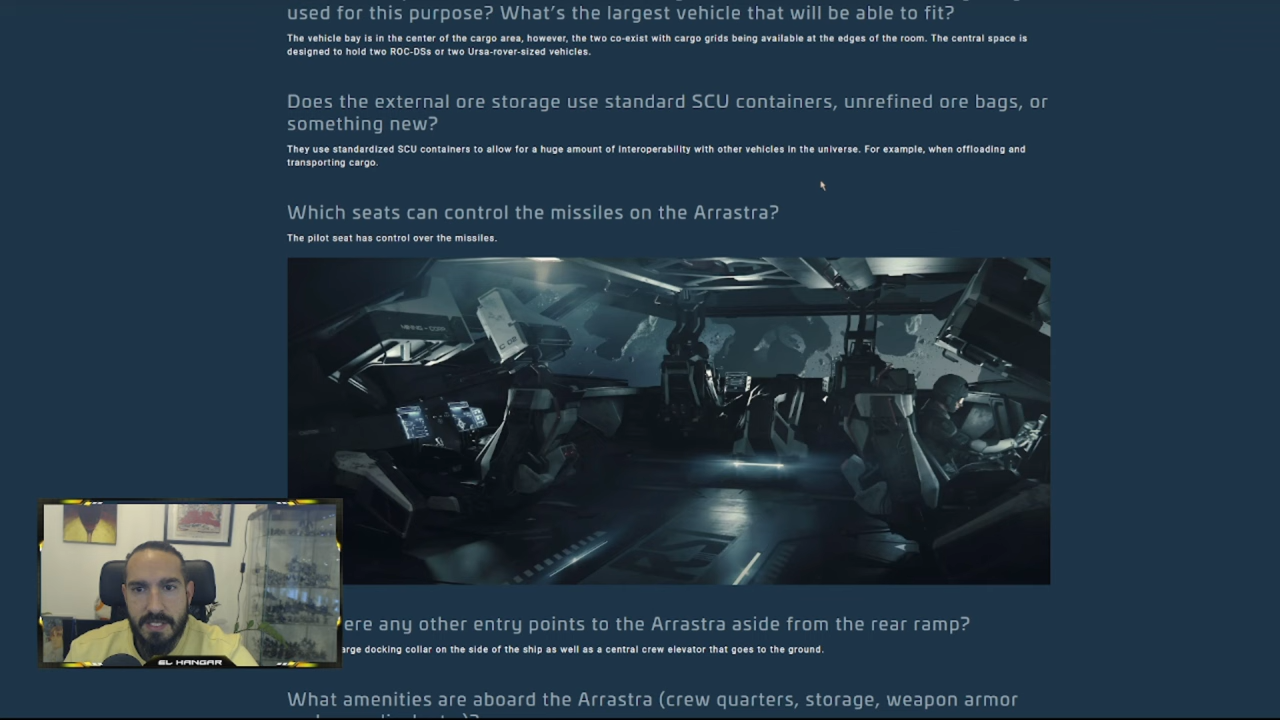 used for this purpose? What's the largest vehicle that will be able to fit?
The vehicle bay is in the center of the cargo area, however, the two co-exist with cargo grids being available at the edges of the room. The central space is
designed to hold two ROC-DSs or two Ursa-rover-sized vehicles.
Does the external ore storage use standard SCU containers, unrefined ore bags, or
something new?
They use standardized SCU containers to allow for a huge amount of interoperability with other vehicles in the universe. For example, when offloading and
transporting cargo.
Which seats can control the missiles on the Arrastra?
The pilot seat has control over the missiles.
MINING-CORP
C-02
ere any other entry points to the Arrastra aside from the rear ramp?
arge docking collar on the side of the ship as well as a central crew elevator that goes to the ground.
EL HANGAR
What amenities are aboard the Arrastra (crew quarters, storage, weapon armor